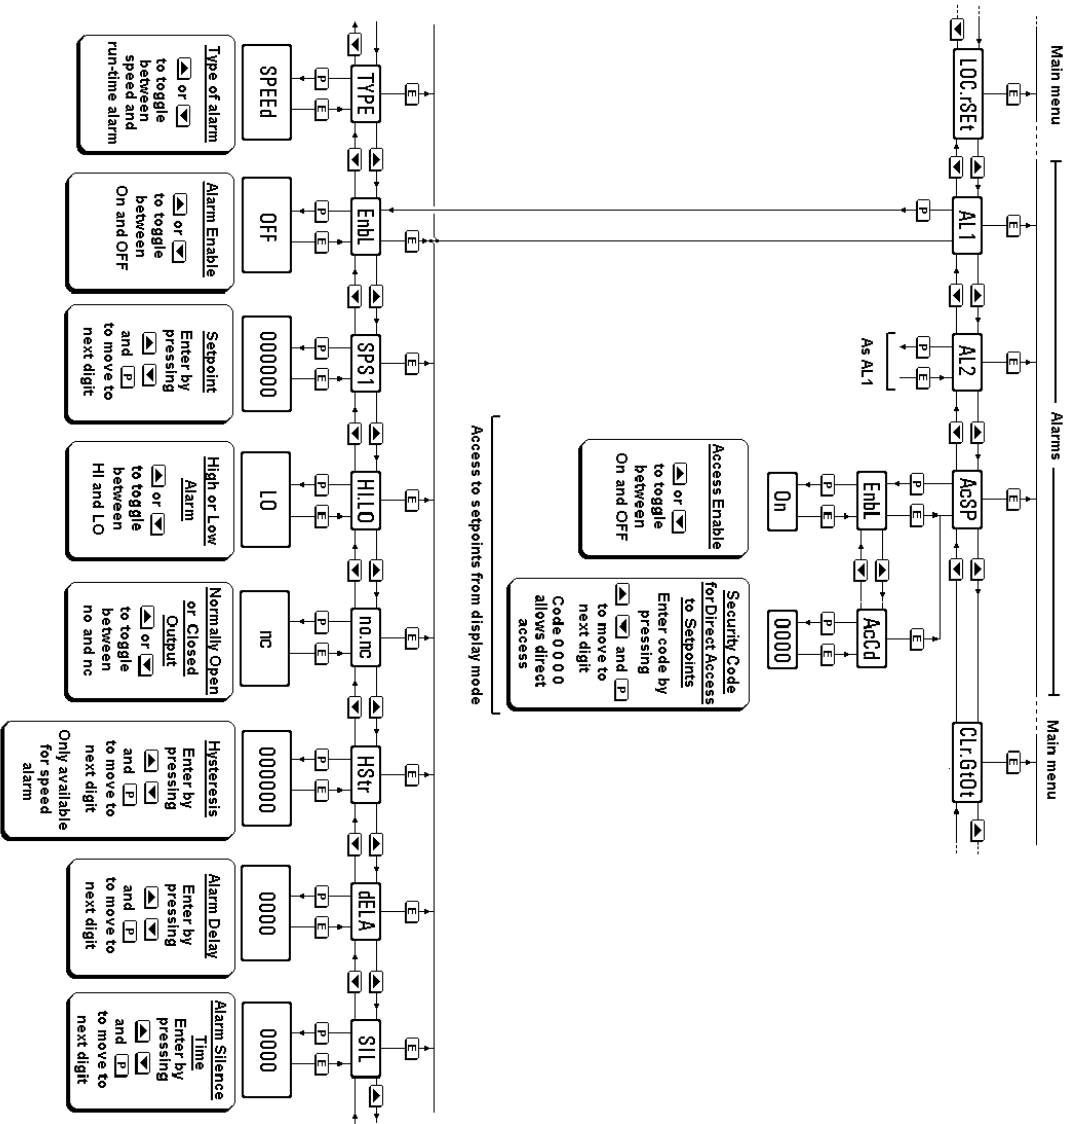 Main menu
Alarms
Main menu
LOC.rSEt
E
AL1
P
E
AL2
P
E
E
As AL1
AcSP
E
P
E
EnbL
P
E
On
Access Enable
or
to toggle
between
On and OFF
AcCd
E
P
E
0000
Security Code
for Direct Access
to Setpoints
Enter code by
pressing
and P
to move to
next digit
Code 0 0 0 0
allows direct
access
CLr.GtOt
E
Access to setpoints from display mode
TYPE
E
P
E
SPEEd
Type of alarm
or
to toggle
between
speed and
run-time alarm
EnbL
E
P
E
OFF
Alarm Enable
or
to toggle
between
On and OFF
SPS1
E
P
E
000000
Setpoint
Enter by
pressing
and P
to move to
next digit
HI.LO
E
P
E
LO
High or Low
Alarm
or
to toggle
between
HI and LO
no.nc
E
P
E
nc
Normally Open
or Closed
Output
or
to toggle
between
no and nc
HStr
E
P
E
000000
Hysteresis
Enter by
pressing
and P
to move to
next digit
Only available
for speed
alarm
dELA
E
P
E
0000
Alarm Delay
Enter by
pressing
and P
to move to
next digit
SIL
E
P
E
0000
Alarm Silence
Time
Enter by
pressing
and P
to move to
next digit